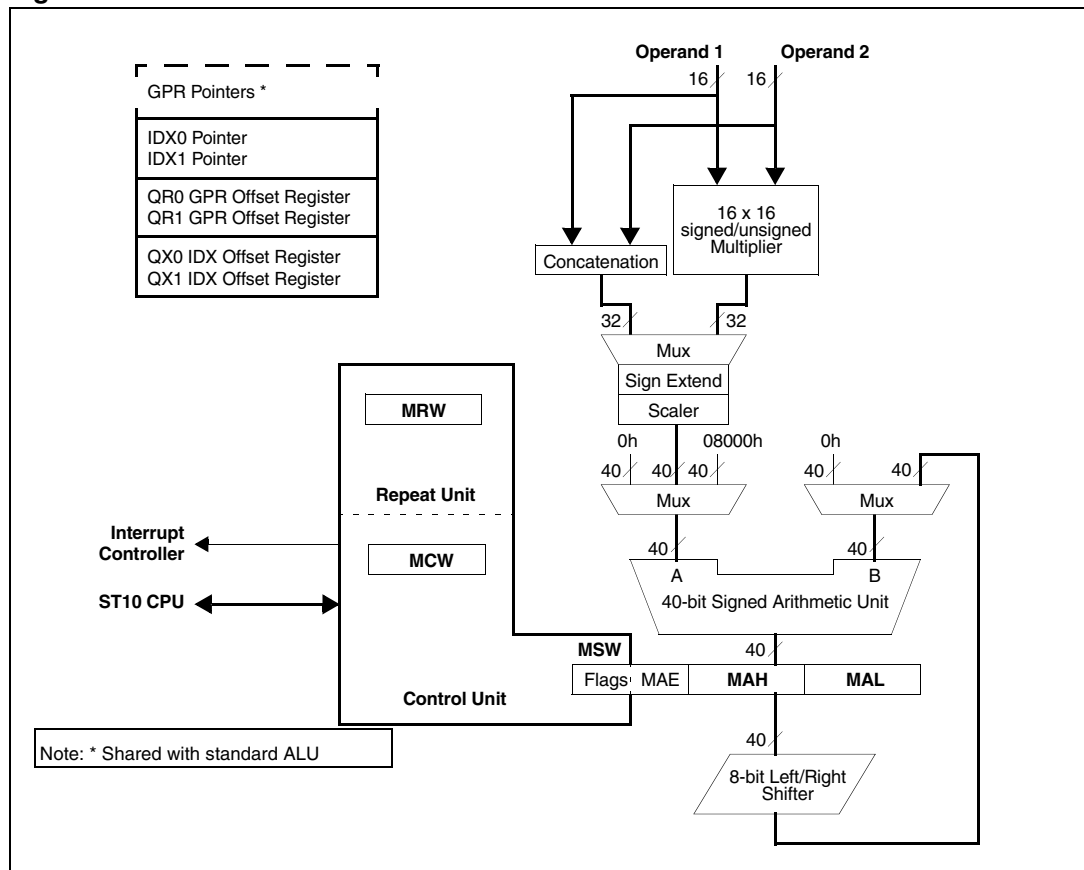 Operand 1
Operand 2
16
16
GPR Pointers *
IDX0 Pointer
IDX1 Pointer
QR0 GPR Offset Register
QR1 GPR Offset Register
QX0 IDX Offset Register
QX1 IDX Offset Register
16 x 16
signed/unsigned
Multiplier
Concatenation
32
32
Mux
Sign Extend
Scaler
MRW
0h
08000h
0h
40
40
40
40
40
Repeat Unit
Mux
Mux
Interrupt
Controller
MCW
40
40
A
B
40-bit Signed Arithmetic Unit
ST10 CPU
40
MSW
Flags
MAE
MAH
MAL
Control Unit
Note: * Shared with standard ALU
40
8-bit Left/Right
Shifter